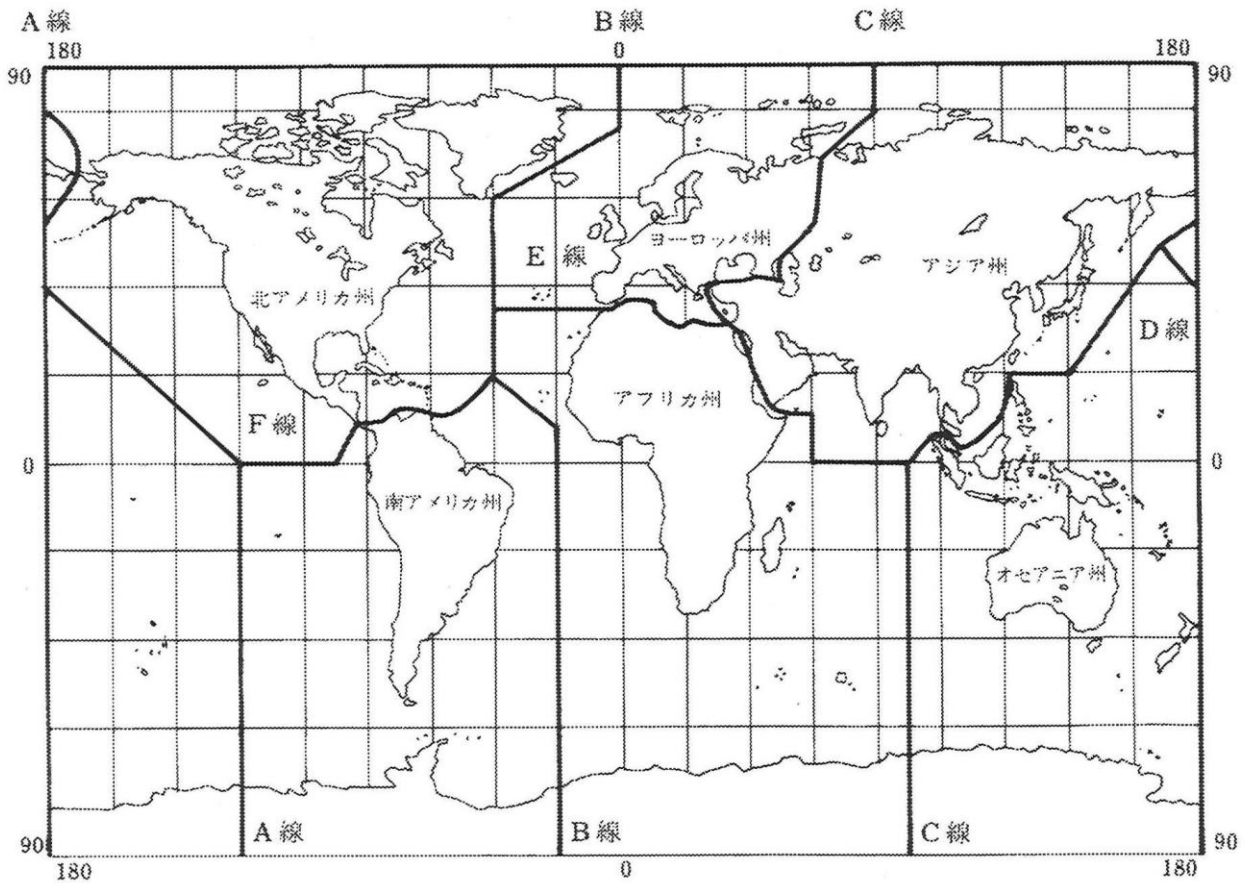 A線
B線
C線
180
0
180
90
90
ヨーロッパ州
E 線
アジア州
北アメリカ州
D線
アフリカ州
F線
0
0
南アメリカ州
オセアニア州
A線
B線
C線
90
90
180
0
180